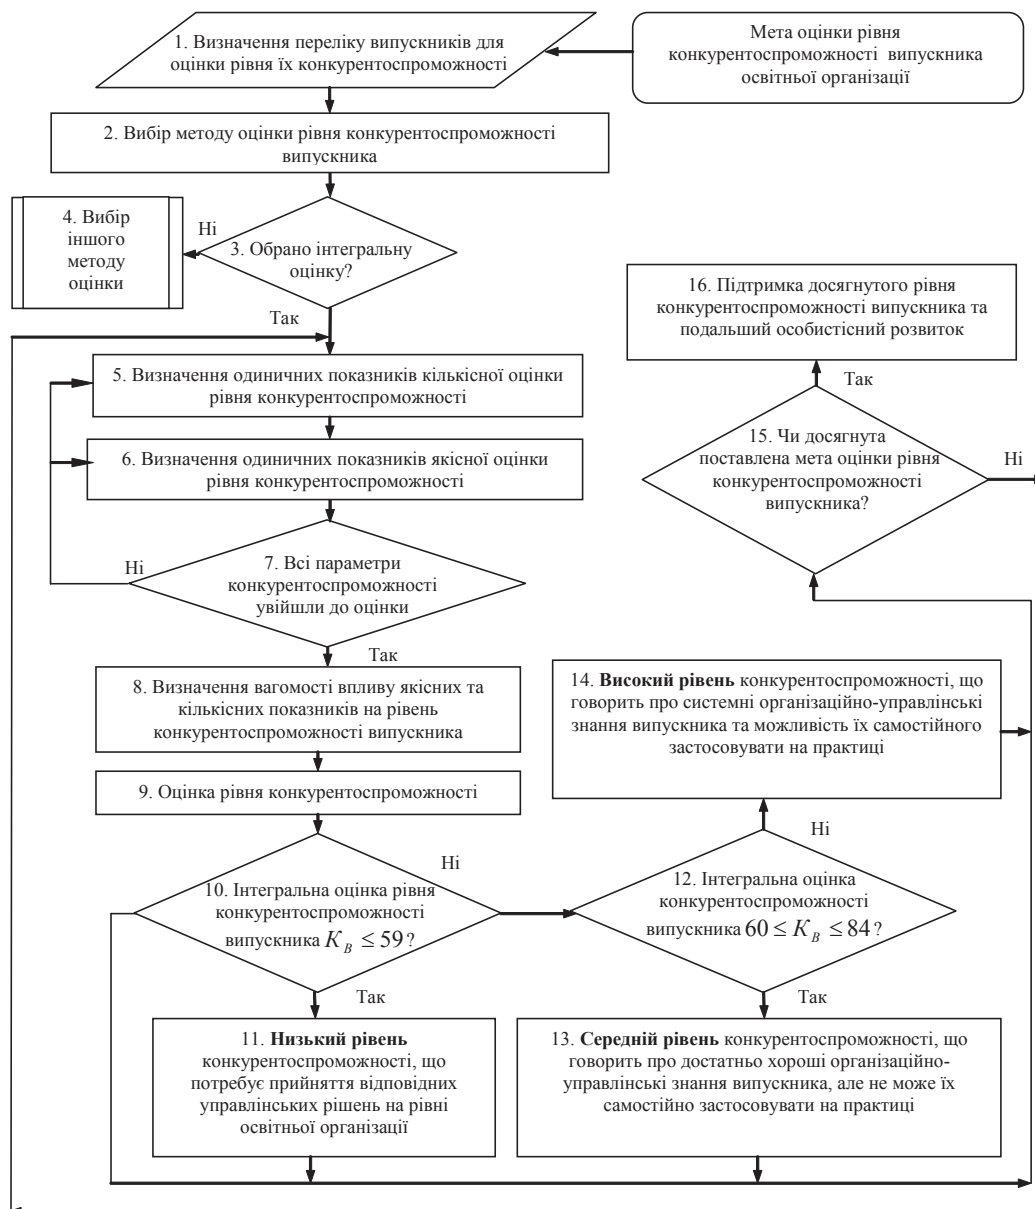 Мета оцінки рівня
конкурентоспроможності випускника
освітньої організації
1. Визначення переліку випускників для
оцінки рівня їх конкурентоспроможності
2. Вибір методу оцінки рівня конкурентоспроможності
випускника
4. Вибір
іншого
методу
оцінки
Ні
3. Обрано інтегральну
оцінку?
Так
5. Визначення одиничних показників кількісної оцінки
рівня конкурентоспроможності
6. Визначення одиничних показників якісної оцінки
рівня конкурентоспроможності
Ні
7. Всі параметри
конкурентоспроможності
увійшли до оцінки
Так
8. Визначення вагомості впливу якісних та
кількісних показників на рівень
конкурентоспроможності випускника
9. Оцінка рівня конкурентоспроможності
Ні
10. Інтегральна оцінка рівня
конкурентоспроможності
випускника K_B ≤ 59 ?
Так
11. Низький рівень
конкурентоспроможності, що
потребує прийняття відповідних
управлінських рішень на рівні
освітньої організації
12. Інтегральна оцінка
конкурентоспроможності
випускника 60 ≤ K_B ≤ 84 ?
Так
13. Середній рівень конкурентоспроможності, що
говорить про достатньо хороші організаційно-
управлінські знання випускника, але не може їх
самостійно застосовувати на практиці
Ні
14. Високий рівень конкурентоспроможності, що
говорить про системні організаційно-управлінські
знання випускника та можливість їх самостійного
застосовувати на практиці
15. Чи досягнута
поставлена мета оцінки рівня
конкурентоспроможності
випускника?
Ні
Так
16. Підтримка досягнутого рівня
конкурентоспроможності випускника та
подальший особистісний розвиток